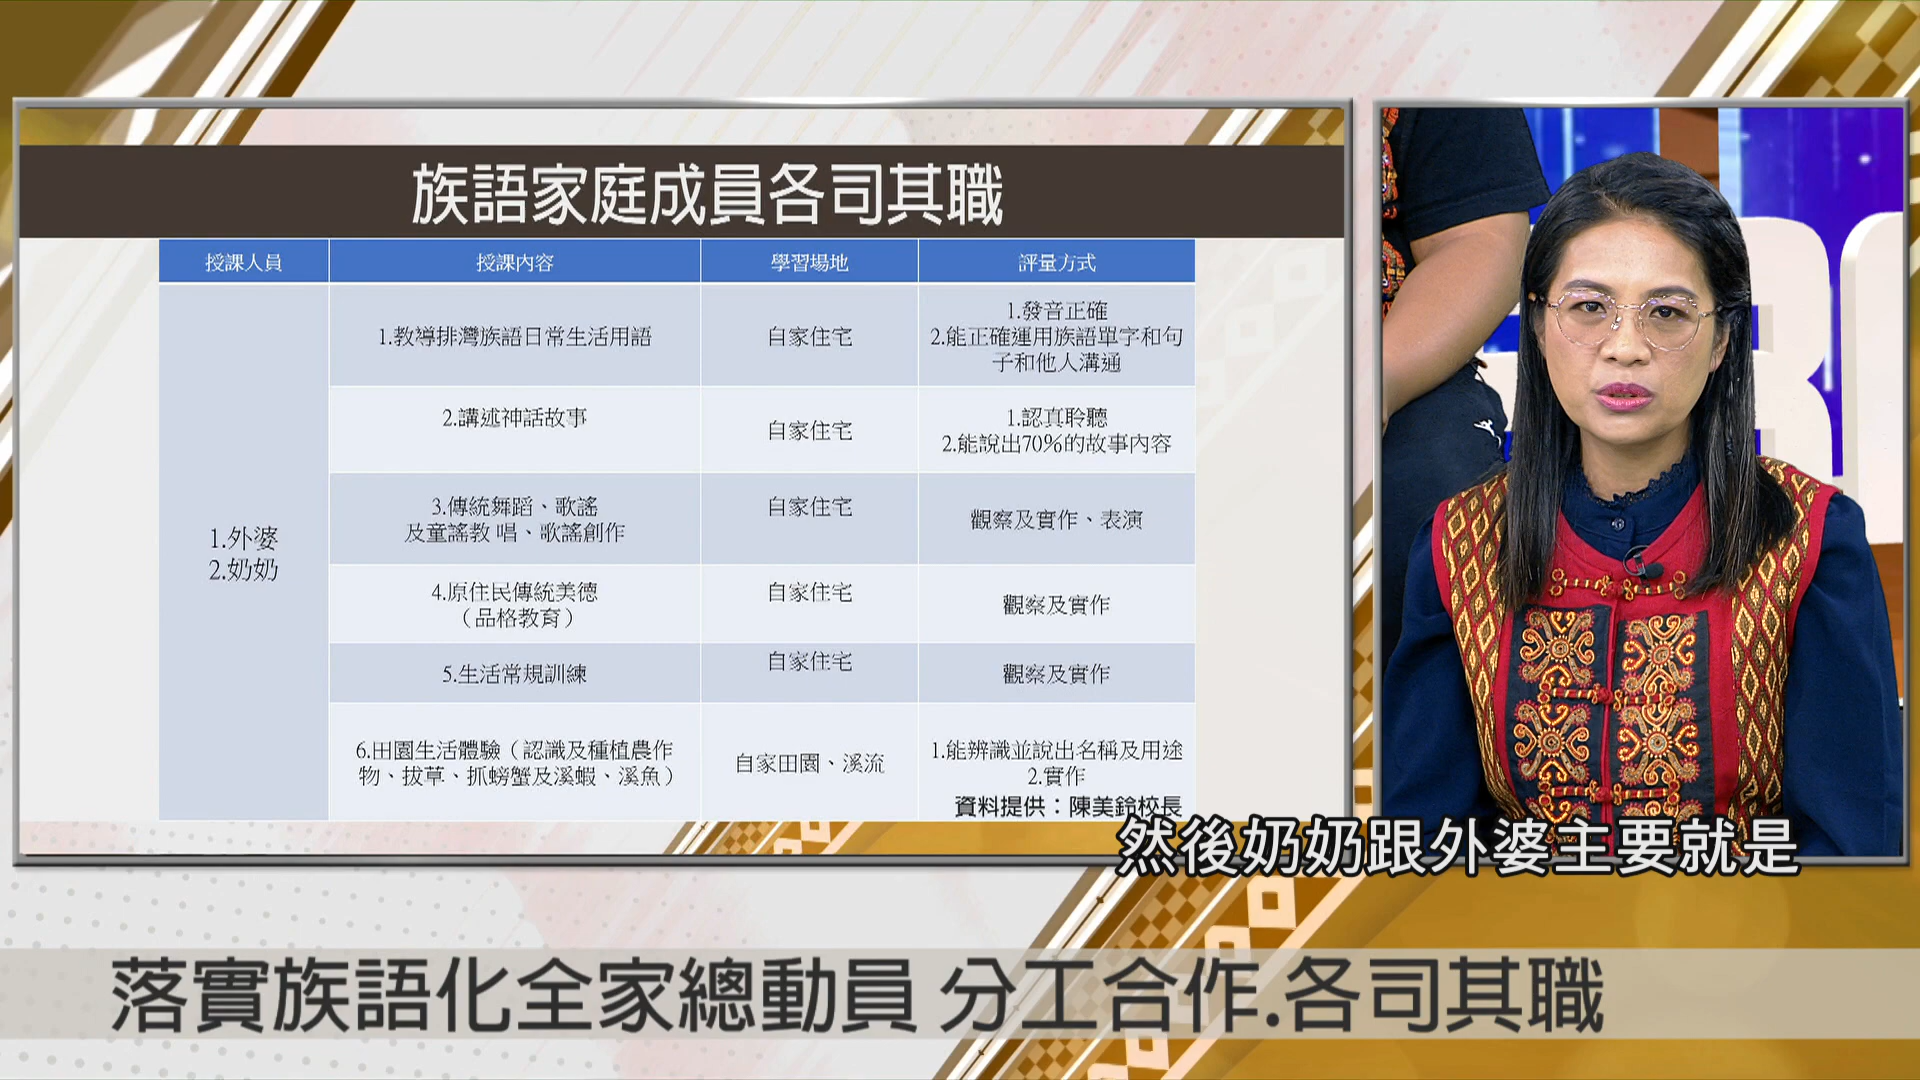 族語家庭成員各司其職
授課人員 授課內容 學習場地 評量方式
1.外婆
2.奶奶
1.教導排灣族語日常生活用語
自家住宅
1.發音正確
2.能正確運用族語單字和句
子和他人溝通
2.講述神話故事
自家住宅
1.認真聆聽
2.能說出70%的故事內容
3.傳統舞蹈、歌謠
及童謠教 唱、歌謠創作
自家住宅
觀察及實作、表演
4.原住民傳統美德
（品格教育）
自家住宅
觀察及實作
5.生活常規訓練
自家住宅
觀察及實作
6.田園生活體驗（認識及種植農作
物、拔草、抓螃蟹及溪蝦、溪魚）
自家田園、溪流
1.能辨識並說出名稱及用途
2.實作
資料提供：陳美鈴校長
然後奶奶跟外婆主要就是
落實族語化全家總動員 分工合作.各司其職